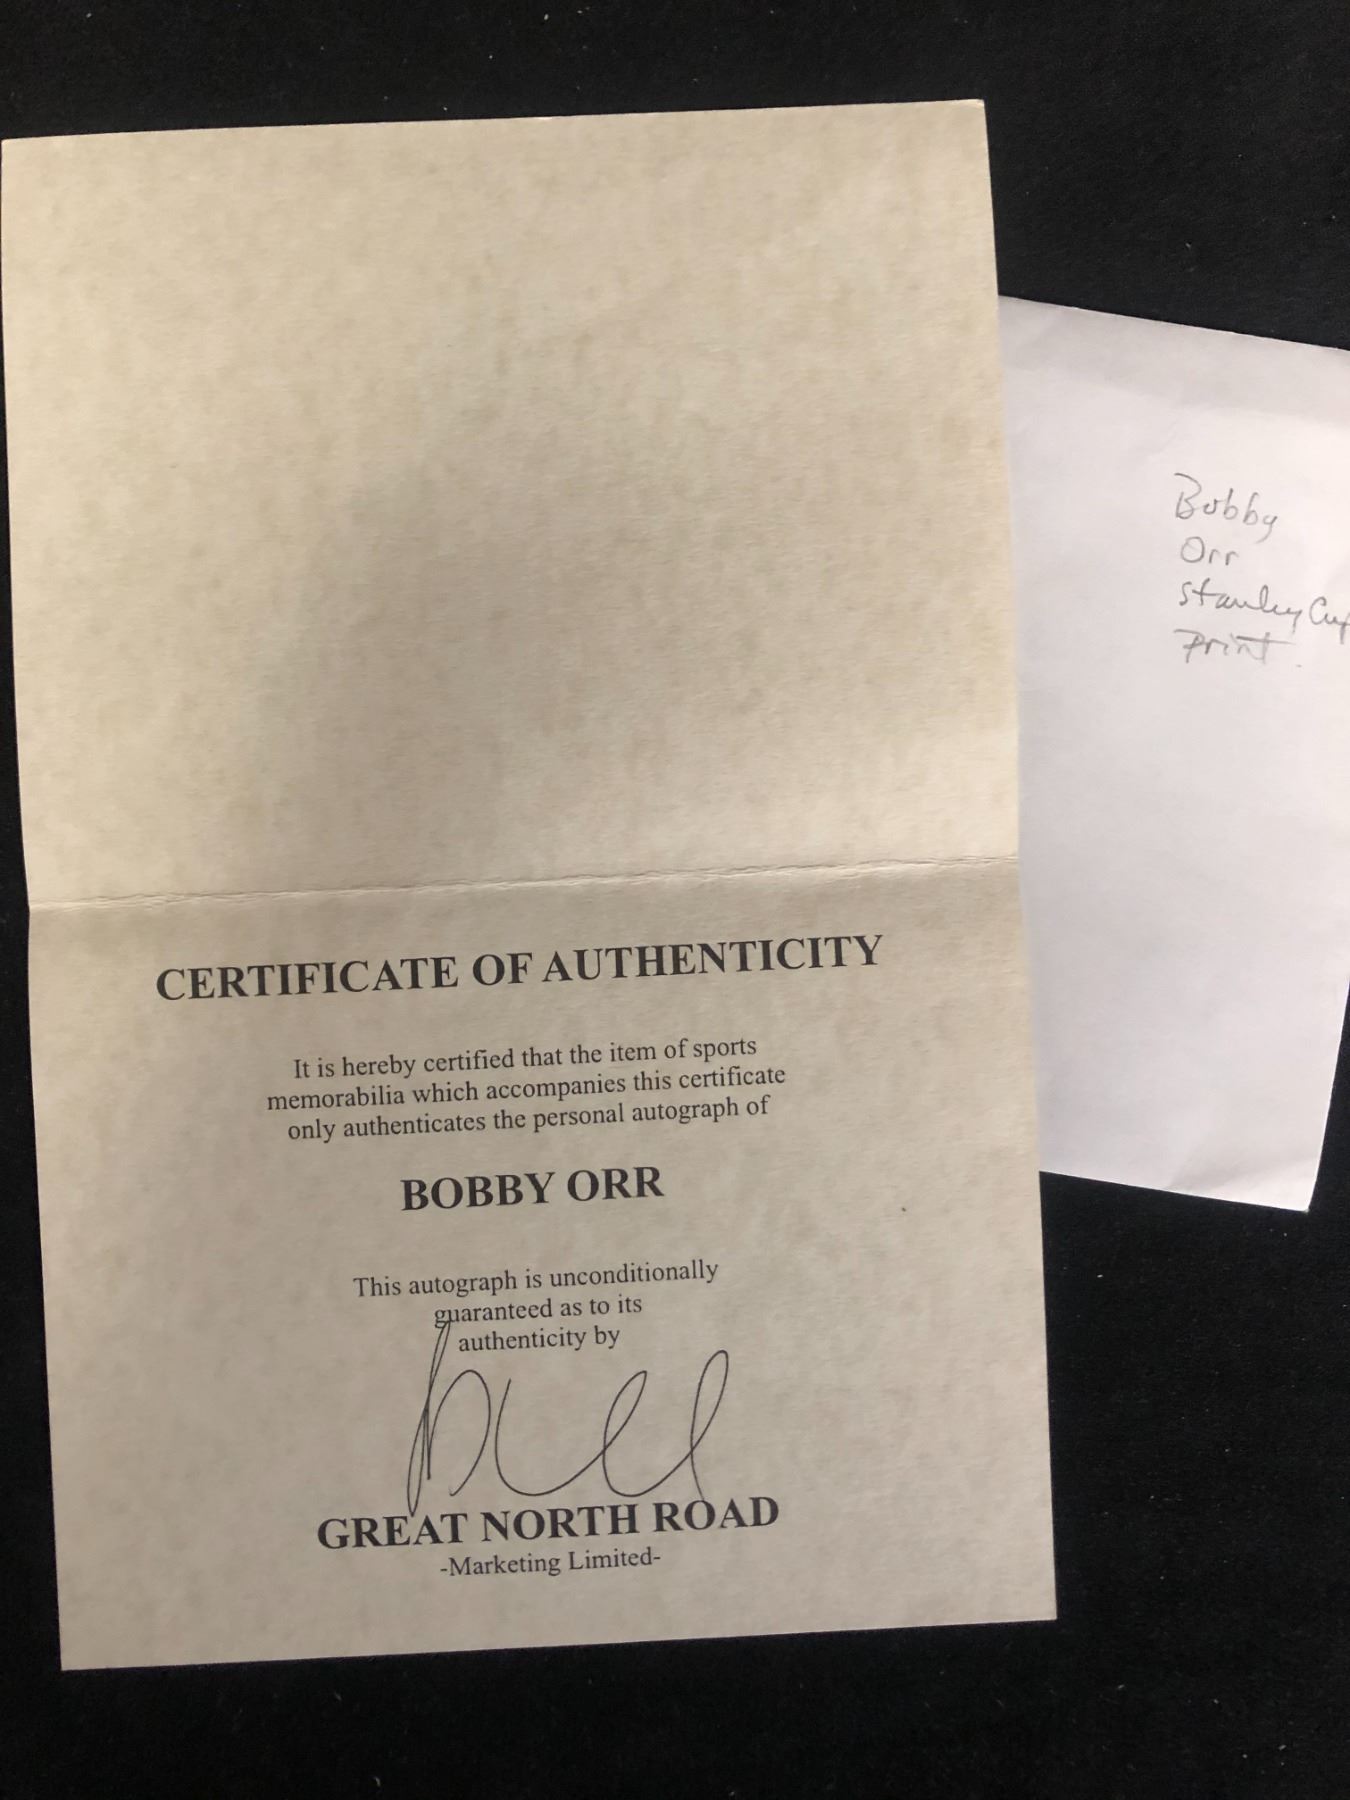 CERTIFICATE OF AUTHENTICITY
It is hereby certified that the item of sports
memorabilia which accompanies this certificate
only authenticates the personal autograph of
BOBBY ORR
This autograph is unconditionally
guaranteed as to its
authenticity by
GREAT NORTH ROAD
-Marketing Limited-
Bobby
Orr
Stanley Cup
Print.